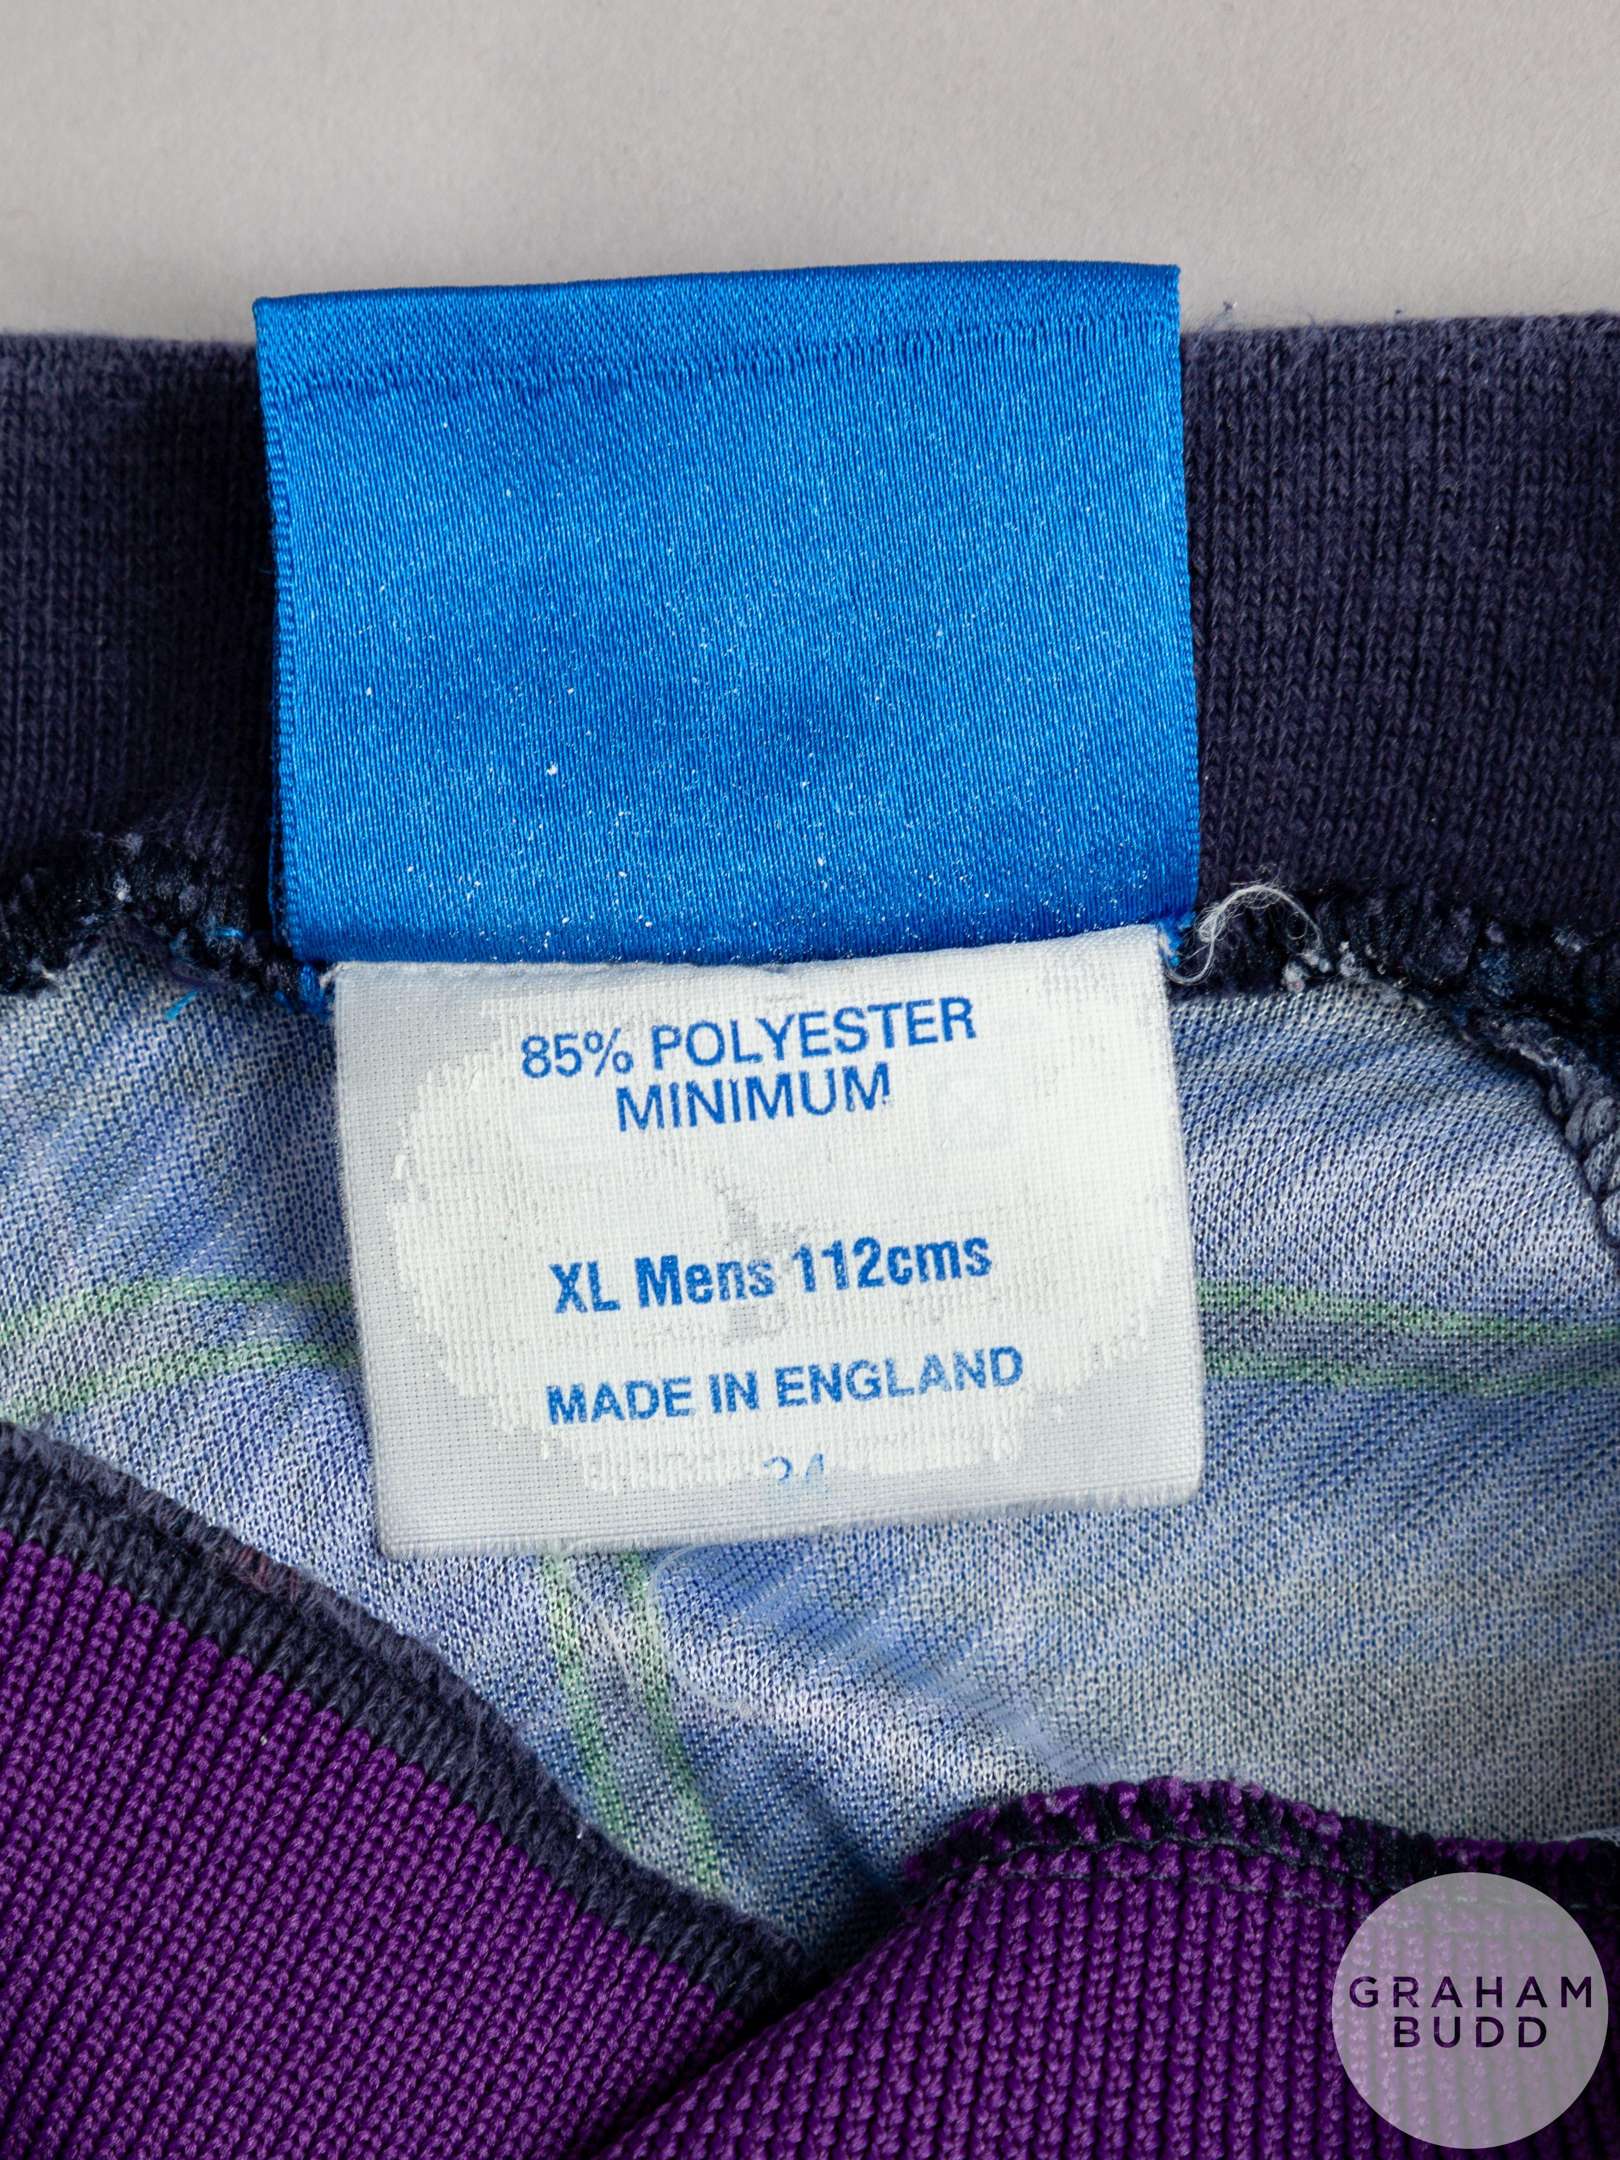 85% POLYESTER
MINIMUM
XL Mens 112cms
MADE IN ENGLAND
GRAHAM
BUDD